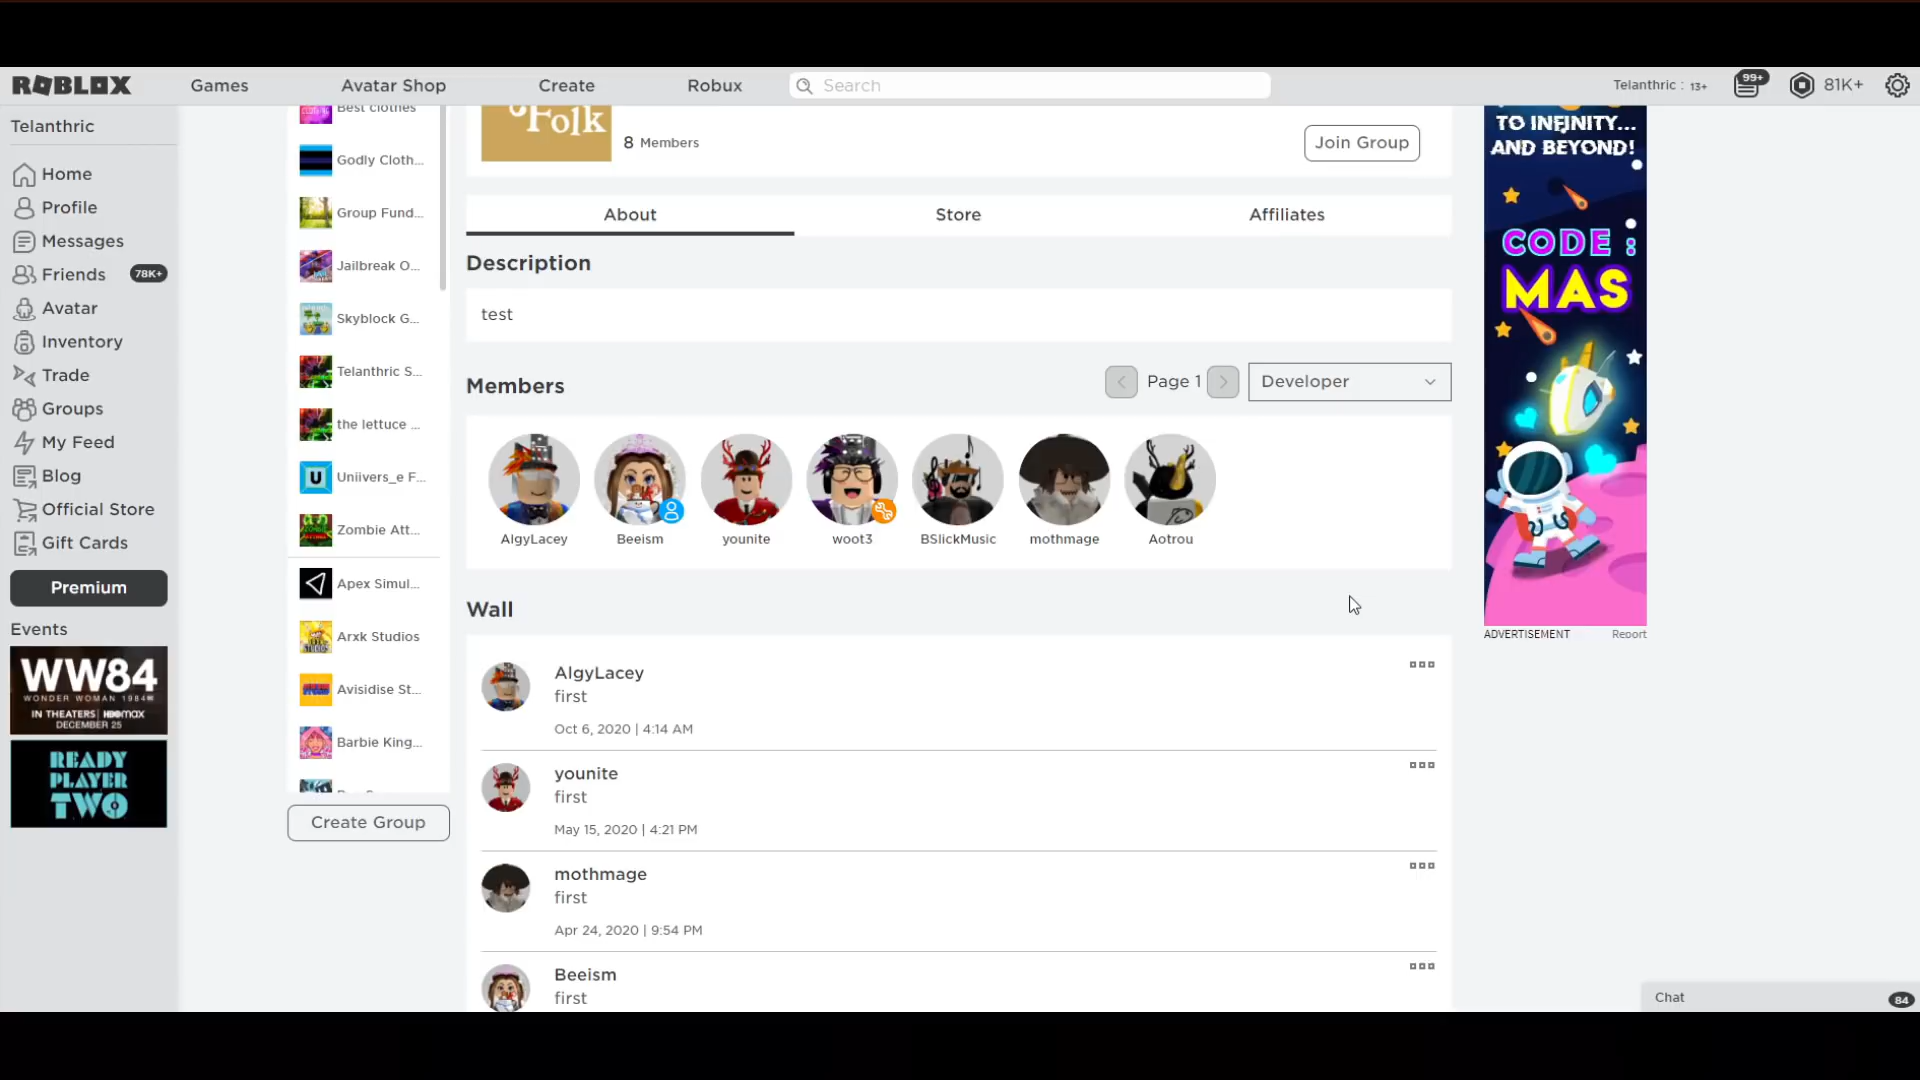 ROBLOX
Games
Avatar Shop
Create
Robux
Search
Telanthric : 13+
99+
81K+
Telanthric
Home
Profile
Messages
Friends
78K+
Avatar
Inventory
Trade
Groups
My Feed
Blog
Official Store
Gift Cards
Premium
Events
WW84
WONDER WOMAN 1984
IN THEATERS | HBOmax
DECEMBER 25
READY
PLAYER
TWO
Best clothes
Godly Cloth...
Group Fund...
Jailbreak O...
Skyblock G...
Telanthric S...
the lettuce ...
Uniivers_e F...
Zombie Att...
Apex Simul...
Arxk Studios
Avisidise St...
Barbie King...
Create Group
Folk
8 Members
Join Group
About
Store
Affiliates
Description
test
Members
Page 1
Developer
AlgyLacey
Beeism
younite
woot3
BSlickMusic
mothmage
Aotrou
Wall
AlgyLacey
first
Oct 6, 2020 | 4:14 AM
younite
first
May 15, 2020 | 4:21 PM
mothmage
first
Apr 24, 2020 | 9:54 PM
Beeism
first
TO INFINITY...
AND BEYOND!
CODE :
MAS
ADVERTISEMENT
Report
Chat
84